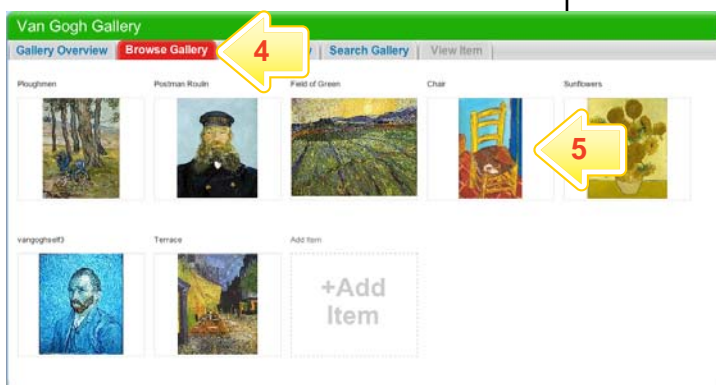 Van Gogh Gallery
Gallery Overview Browse Gallery 4 Search Gallery View Item
Ploughmen Postman Roulin Field of Green Chair Sunflowers
5
vangoghself3 Terrace Add Item
+Add
Item